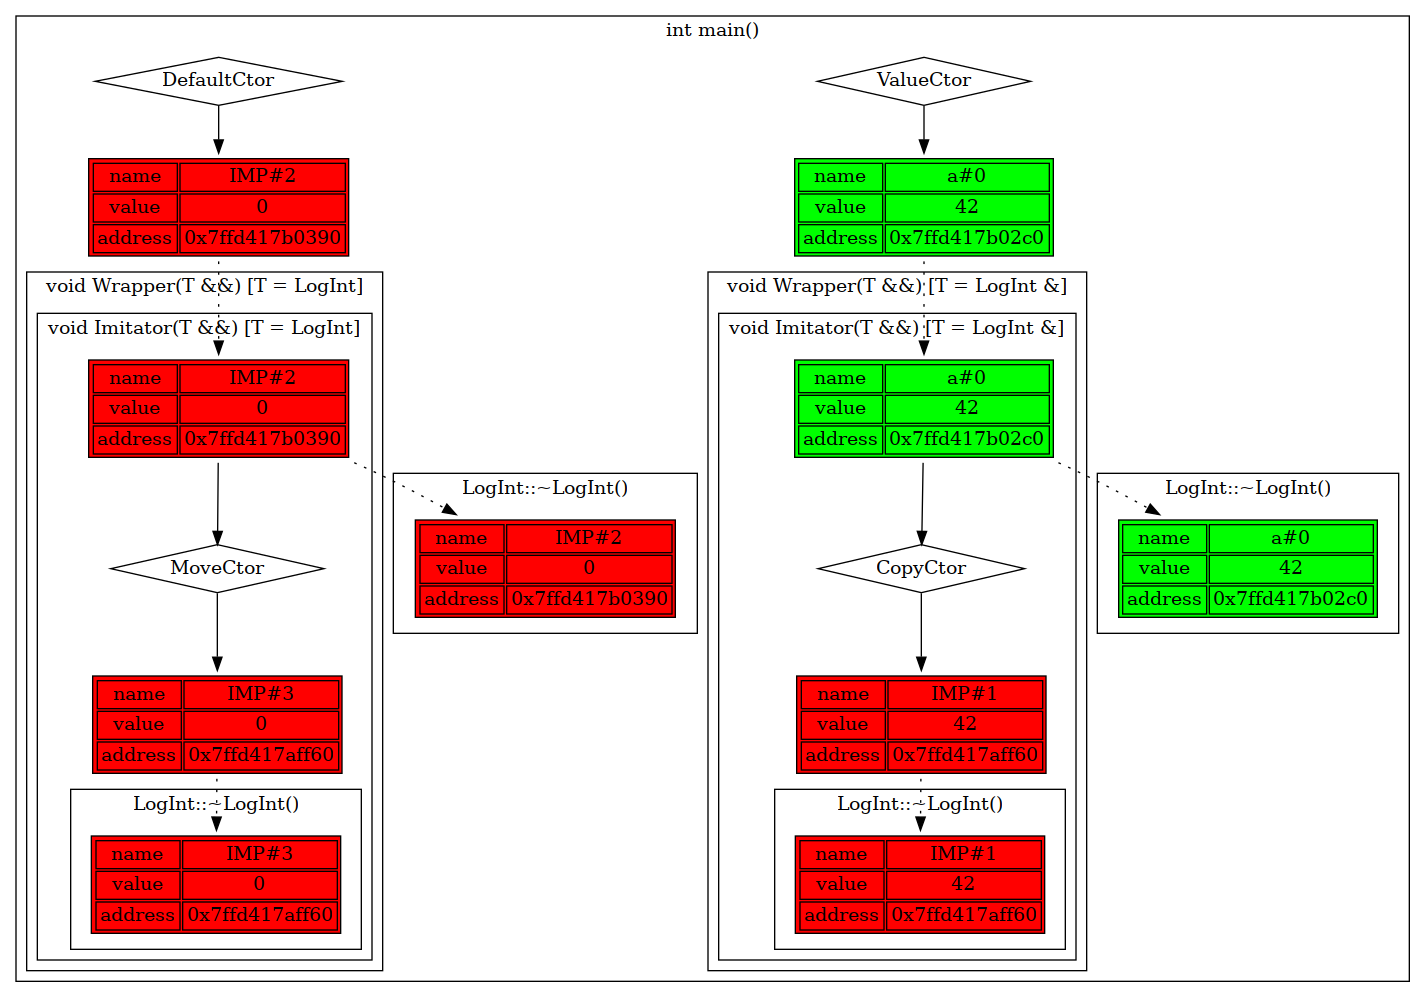 int main()
DefaultCtor
ValueCtor
name IMP#2
value 0
address 0x7ffd417b0390
name a#0
value 42
address 0x7ffd417b02c0
void Wrapper(T &&) [T = LogInt]
void Wrapper(T &&) [T = LogInt &]
void Imitator(T &&) [T = LogInt]
void Imitator(T &&) [T = LogInt &]
name IMP#2
value 0
address 0x7ffd417b0390
name a#0
value 42
address 0x7ffd417b02c0
LogInt::~LogInt()
name IMP#2
value 0
address 0x7ffd417b0390
LogInt::~LogInt()
name a#0
value 42
address 0x7ffd417b02c0
MoveCtor
CopyCtor
name IMP#3
value 0
address 0x7ffd417aff60
name IMP#1
value 42
address 0x7ffd417aff60
LogInt::~LogInt()
name IMP#3
value 0
address 0x7ffd417aff60
LogInt::~LogInt()
name IMP#1
value 42
address 0x7ffd417aff60